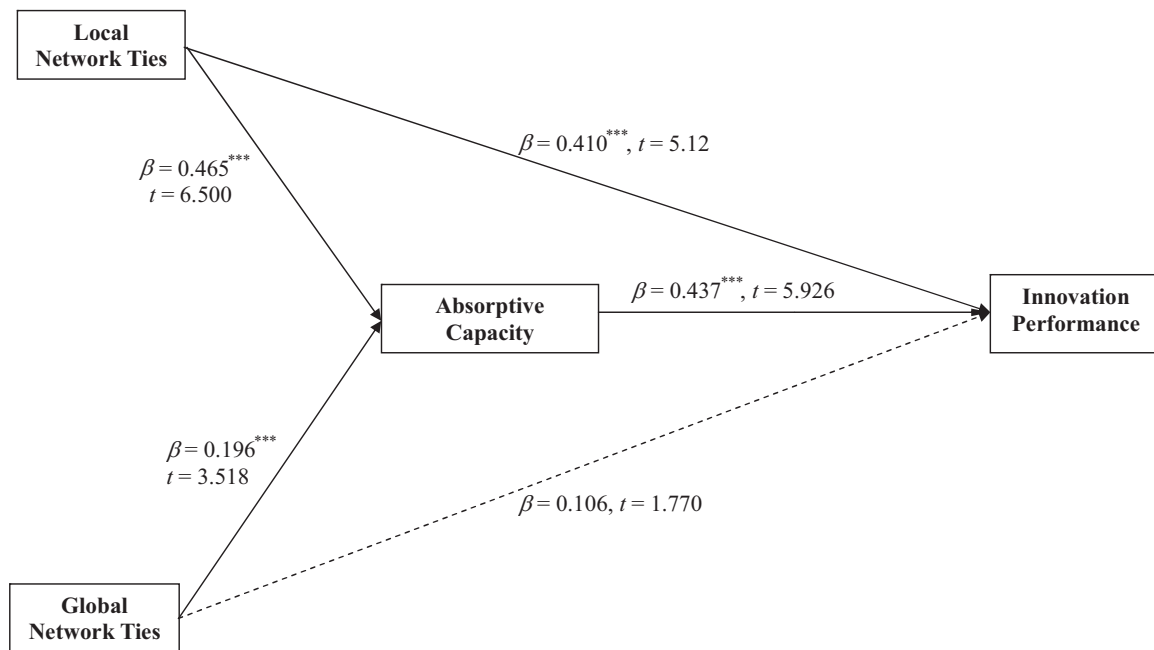 Local
Network Ties
β = 0.410***, t = 5.12
β = 0.465***
t = 6.500
β = 0.437***, t = 5.926
Absorptive
Capacity
Innovation
Performance
β = 0.196***
t = 3.518
β = 0.106, t = 1.770
Global
Network Ties